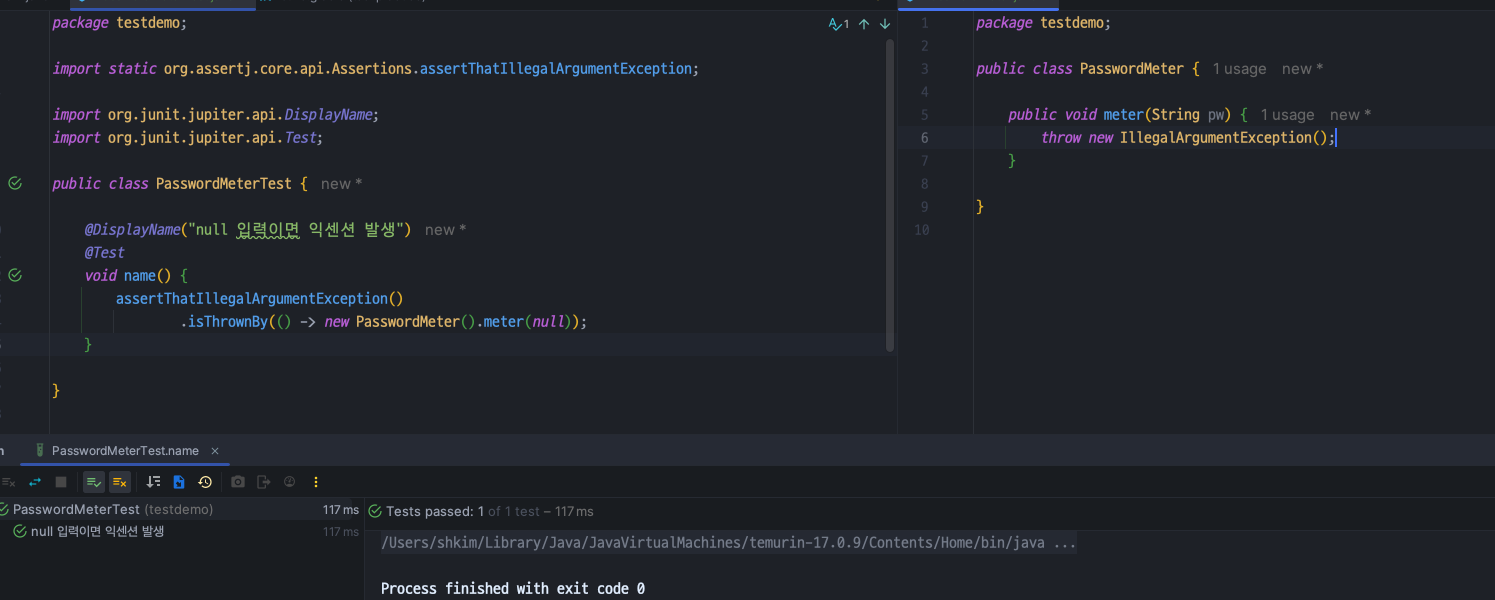 package testdemo;
import static org.assertj.core.api.Assertions.assertThatIllegalArgumentException;
import org.junit.jupiter.api.DisplayName;
import org.junit.jupiter.api.Test;
public class PasswordMeterTest { new *
@DisplayName("null 입력이면 익센션 발생") new *
@Test
void name() {
assertThatIllegalArgumentException()
.isThrownBy(() -> new PasswordMeter().meter(null));
}
}
1
1 package testdemo;
2
3 public class PasswordMeter { 1 usage new *
4
5 public void meter(String pw) { 1 usage new *
6 throw new IllegalArgumentException();
7 }
8
9 }
10
PasswordMeterTest.name
PasswordMeterTest (testdemo) 117 ms
null 입력이면 익센션 발생 117 ms
Tests passed: 1 of 1 test – 117 ms
/Users/shkim/Library/Java/JavaVirtualMachines/temurin-17.0.9/Contents/Home/bin/java ...
Process finished with exit code 0